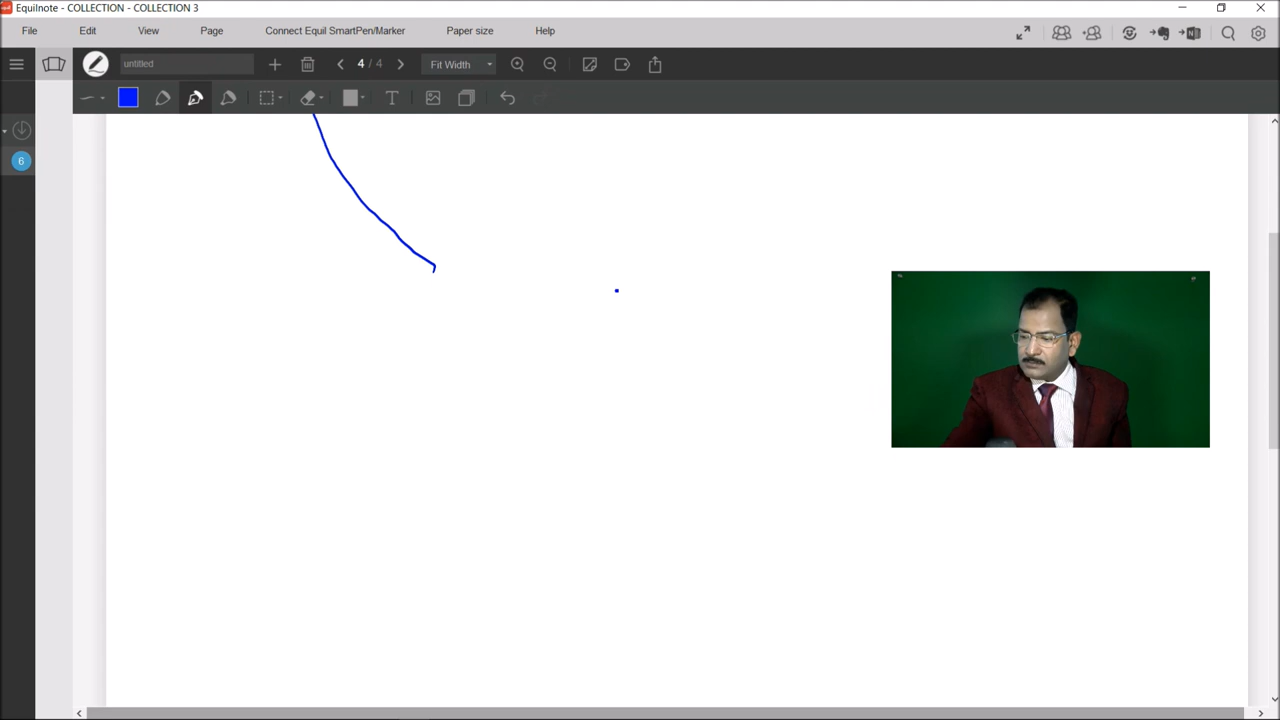 Equilnote - COLLECTION - COLLECTION 3
File Edit View Page Connect Equil SmartPen/Marker Paper size Help
untitled 4 / 4 Fit Width
T
6